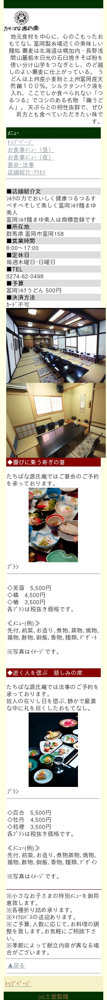 たちばな 源氏庵
地元食材を中心に、心のこもったお
もてなし 富岡製糸場近くの美味しい
麺処 蕎麦は北海道は幌加内・長野浅
間山麓栃木日光の石臼挽きそば粉を
使い分け山芋をつなぎとし、のど越
しのよい蕎麦に仕上がっている。 う
どんは上州産小麦粉と上州富岡産天
然繭１００％。シルクタンパク液を
入れ、ここでしか食べられない「つ
るつる」でコシのある名物 「繭うど
ん」。 天ぷらとの相性抜群で、ぜひ
両方とも食べていただきたい味で
す。
ﾒﾆｭｰ
ﾄｯﾌﾟﾍﾟｰｼﾞ
お食事ﾒﾆｭｰ（昼）
お食事ﾒﾆｭｰ（夜）
宴会･法事
店舗紹介･ｱｸｾｽ
■店舗紹介文
ｼﾙｸの力でおいしく健康つるつるす
べすべそして美しく富岡ｼﾙｸ麺まゆ
美人
富岡ｼﾙｸ麺まゆ美人は商標登録です
■所在地
群馬県 富岡市富岡158
■営業時間
8:00～17:00
■定休日
毎週木曜日･日曜日
■TEL
0274-62-0498
■予算
富岡ｼﾙｸうどん 500円
■決済方法
ｶｰﾄﾞ不可
◆慶びに集う寿ぎの宴
たちばな源氏庵ではご宴会のご予約
を承っております。
ﾌﾟﾗﾝ
◇芙蓉　5,500円
◇橘　4,500円
◇椿　3,500円
各ﾌﾟﾗﾝは税抜き価格です。
≪ﾒﾆｭｰ(例)≫
先付､前菜､お造り､煮物､蒸物､焼物､
揚物､酢物､御飯､香物､麺類､ﾃﾞｻﾞｰﾄ
※写真はｲﾒｰｼﾞです。
◆逝く人を偲ぶ　慈しみの席
たちばな源氏庵では法事のご予約を
承っております。
故人の在りし日を偲ぶ､静かで厳粛
な中に礼を尽くしたおもてなし。
ﾌﾟﾗﾝ
◇百合　5,500円
◇牡丹　4,500円
◇桔梗　3,500円
各ﾌﾟﾗﾝは税抜き価格です。
≪ﾒﾆｭｰ(例)≫
先付､前菜､お造り､煮物蒸物､焼物､
揚物､酢物､御飯､香物､麺類､ﾃﾞｻﾞｲﾝ
※写真はｲﾒｰｼﾞです。
※小さなお子さまの特別ﾒﾆｭｰを御用
意致します。
※各種折り詰め承ります。
※ﾏｲｸﾛﾊﾞｽの送迎あります。
※ご予算､人数に応じて､お料理の調
整を致します｡お気軽にご相談下さ
い。
※季節によって献立内容が異なる場
合がございます。
▲戻る
ﾄｯﾌﾟﾍﾟｰｼﾞ
(c)土屋製麺